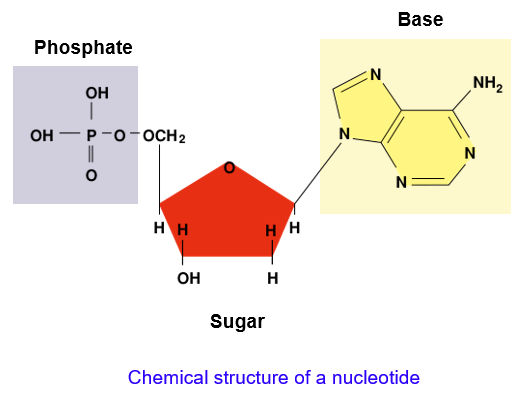 Base
Phosphate
N
NH2
OH
OH P O OCH2
N
N
O
O
N
H H H H
OH H
Sugar
Chemical structure of a nucleotide